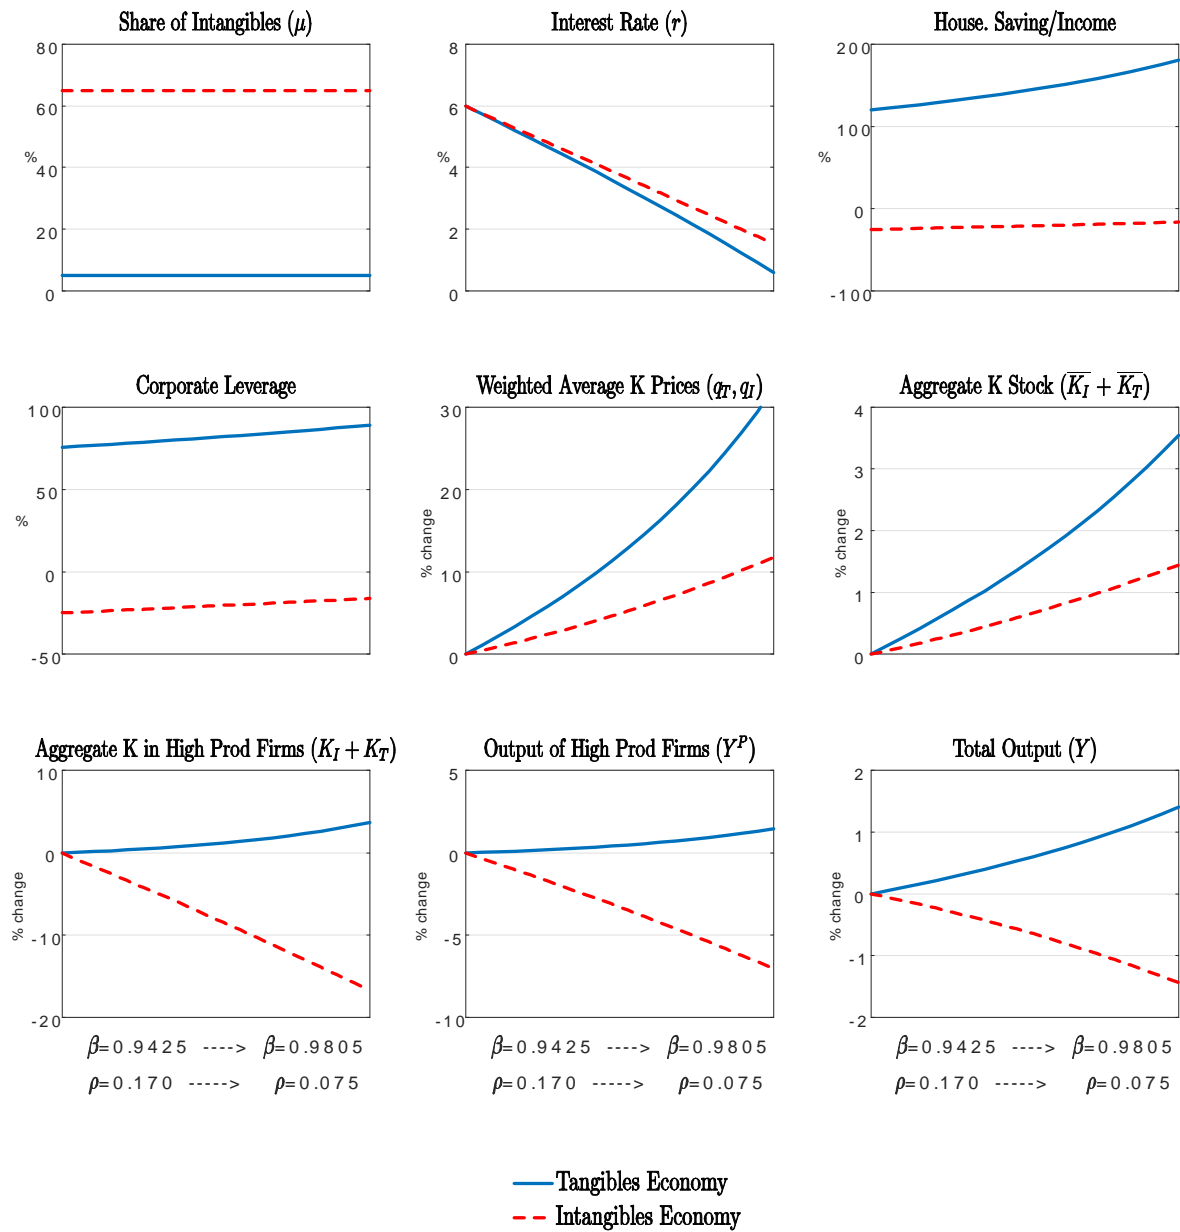 Share of Intangibles (μ)
80
60
%
40
20
0
Interest Rate (r)
8
6
%
4
2
0
House. Saving/Income
200
100
%
0
-100
Corporate Leverage
100
50
%
0
-50
Weighted Average K Prices (q_T, q_I)
30
20
% change
10
0
Aggregate K Stock (K̅_I̅ + K̅_T̅)
4
3
% change
2
1
0
Aggregate K in High Prod Firms (K_I + K_T)
10
0
% change
-10
-20
β=0.9425 ----> β=0.9805
ρ=0.170 -----> ρ=0.075
Output of High Prod Firms (Y^P)
5
0
% change
-5
-10
β=0.9425 ----> β=0.9805
ρ=0.170 -----> ρ=0.075
Total Output (Y)
2
1
0
% change
-1
-2
β=0.9425 ----> β=0.9805
ρ=0.170 -----> ρ=0.075
Tangibles Economy
Intangibles Economy